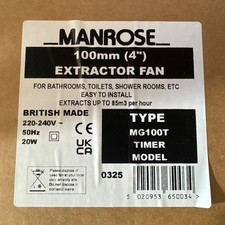 MANROSE
100mm (4")
EXTRACTOR FAN
FOR BATHROOMS, TOILETS, SHOWER ROOMS, ETC
EASY TO INSTALL
EXTRACTS UP TO 85m3 per hour
BRITISH MADE
220-240V ~
50Hz
20W
UK
CA
TYPE
MG100T
TIMER
MODEL
0325
5 020953 650034 >